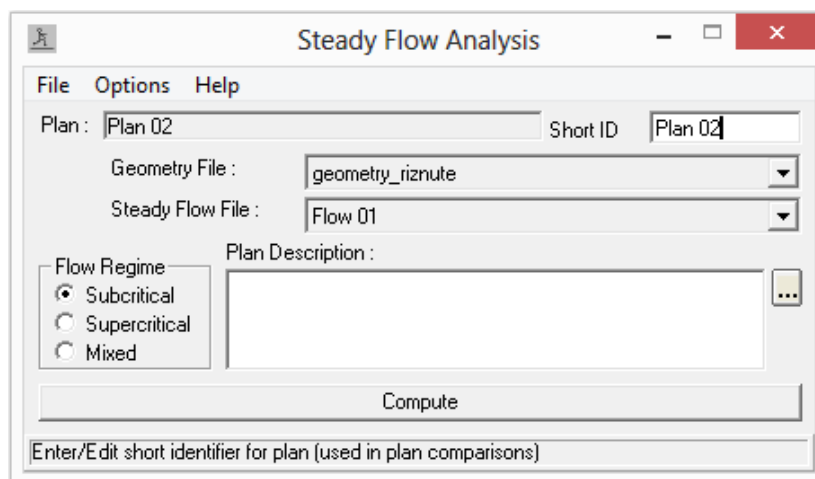 Steady Flow Analysis
File Options Help
Plan : Plan 02 Short ID Plan 02
Geometry File : geometry_riznute
Steady Flow File : Flow 01
Plan Description :
Flow Regime
Subcritical
Supercritical
Mixed
...
Compute
Enter/Edit short identifier for plan (used in plan comparisons)